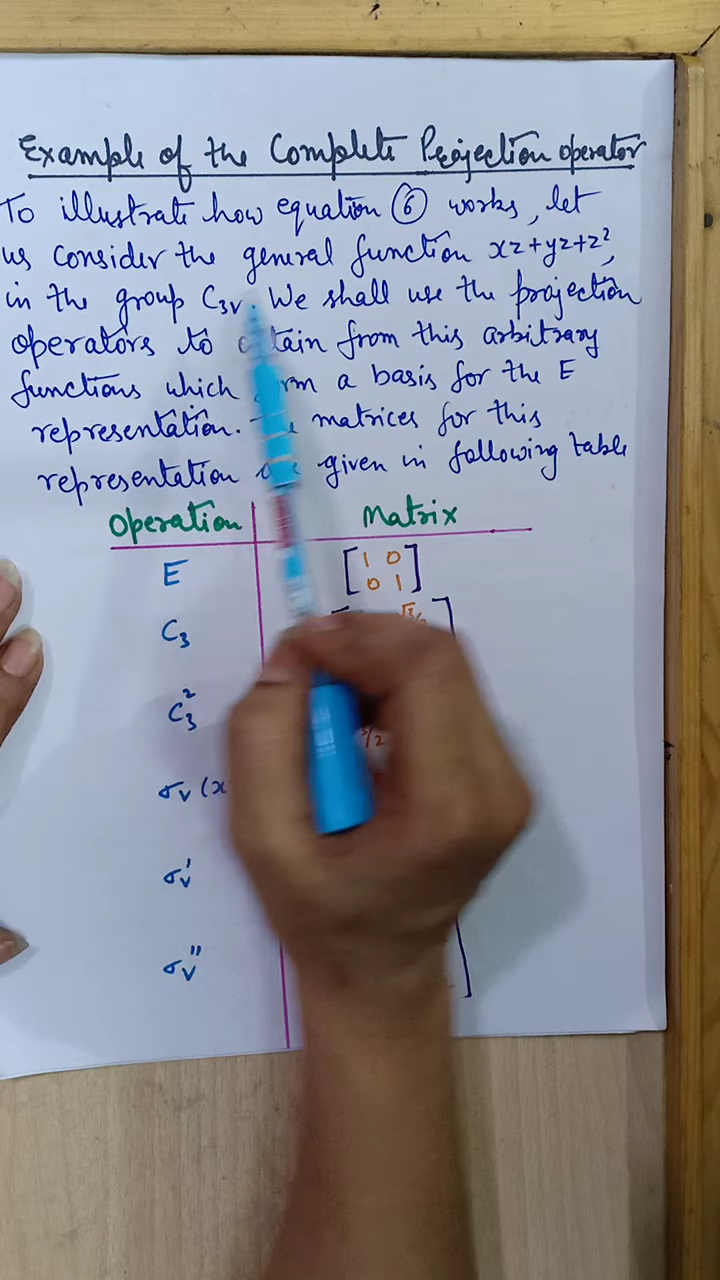 Example of the Complete Projection operator
To illustrate how equation ⑥ works, let
us consider the general function xz+yz+z²,
in the group C₃ᵥ. We shall use the projection
operators to from this arbitrary
functions which a basis for the E
representation. matrices for this
representation given in following table
Operation Matrix
E [1 0
0 1]
C₃
C₃²
σᵥ(x
σᵥ'
σᵥ"